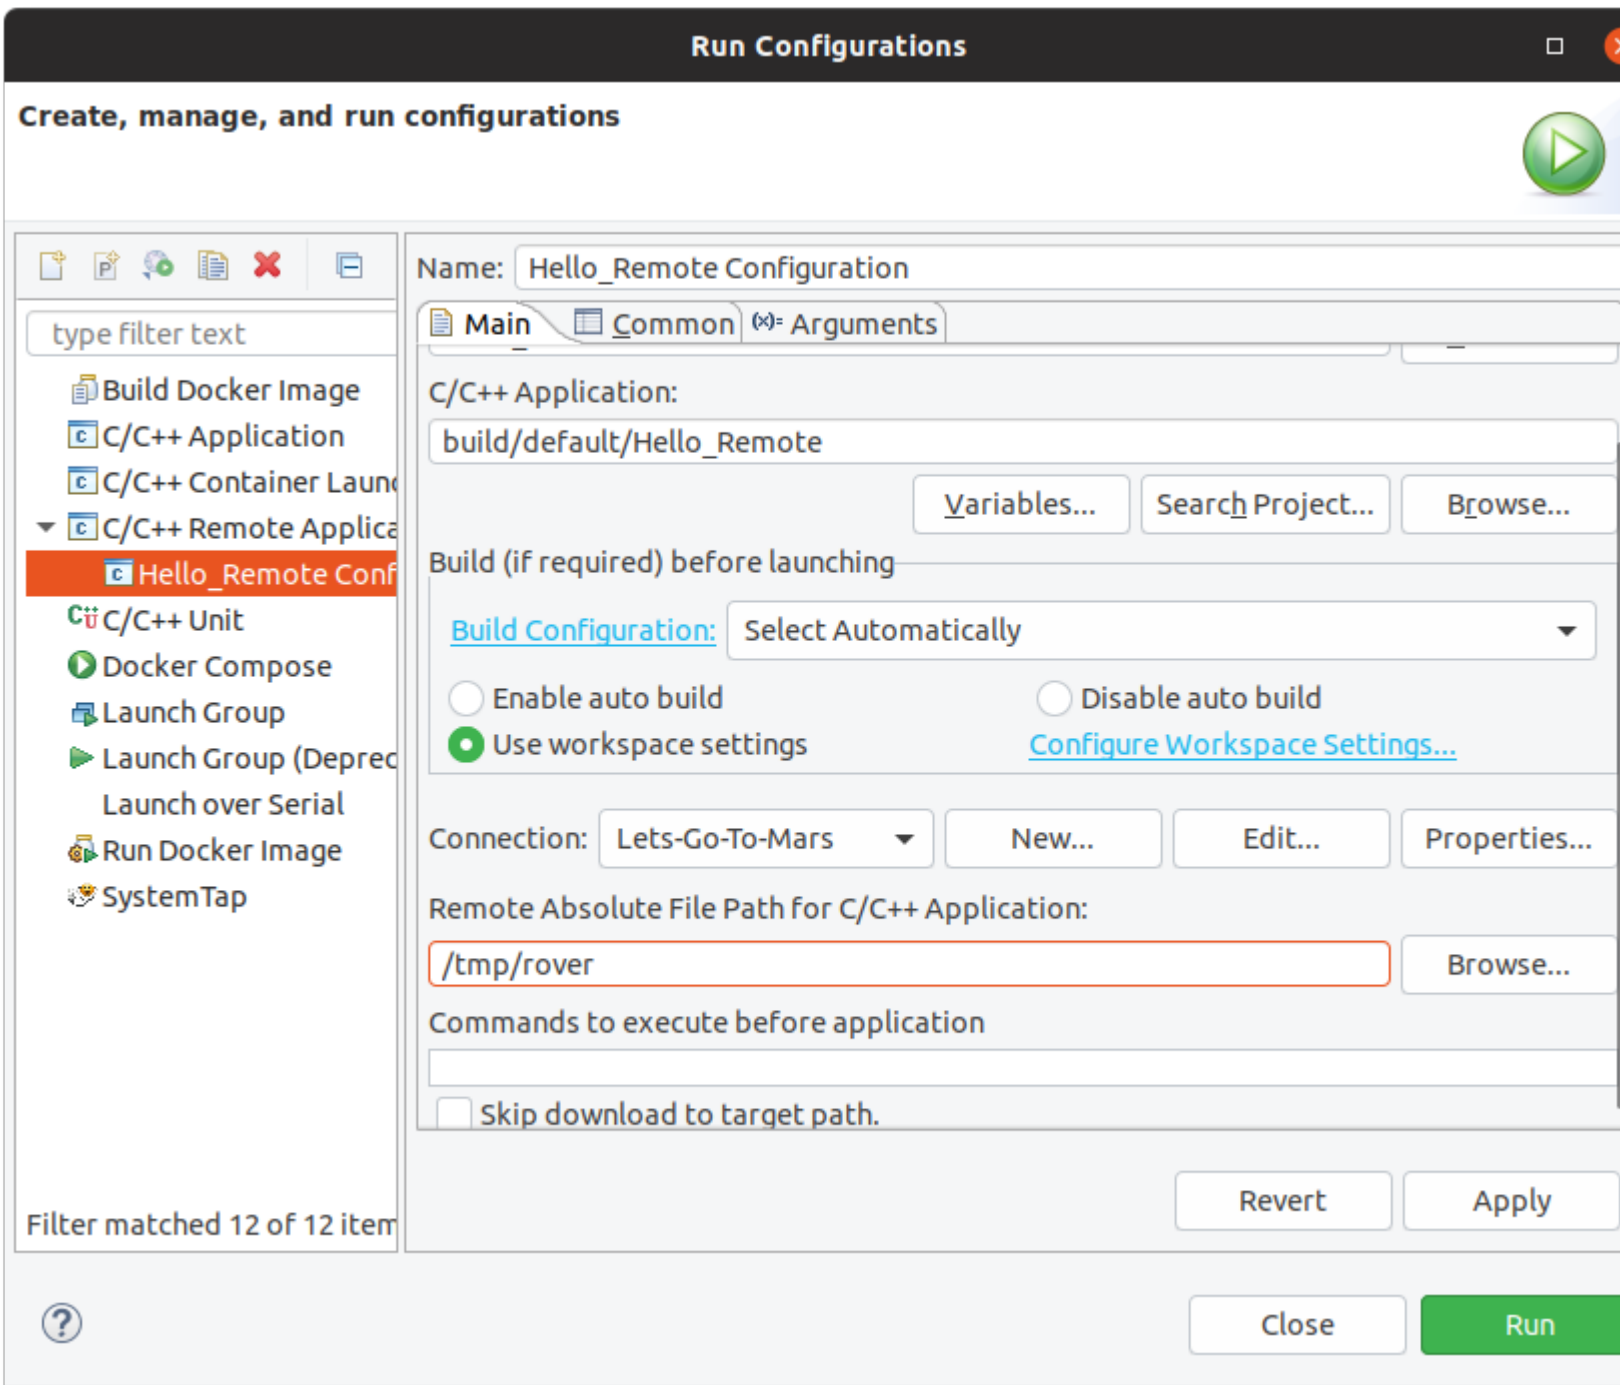 Run Configurations
Create, manage, and run configurations
type filter text
Build Docker Image
C/C++ Application
C/C++ Container Laun
C/C++ Remote Applica
Hello_Remote Conf
C/C++ Unit
Docker Compose
Launch Group
Launch Group (Deprec
Launch over Serial
Run Docker Image
SystemTap
Filter matched 12 of 12 item
Name: Hello_Remote Configuration
Main Common (x)= Arguments
C/C++ Application:
build/default/Hello_Remote
Variables... Search Project... Browse...
Build (if required) before launching
Build Configuration: Select Automatically
Enable auto build Disable auto build
Use workspace settings Configure Workspace Settings...
Connection: Lets-Go-To-Mars New... Edit... Properties...
Remote Absolute File Path for C/C++ Application:
/tmp/rover Browse...
Commands to execute before application
Skip download to target path.
Revert Apply
Close Run